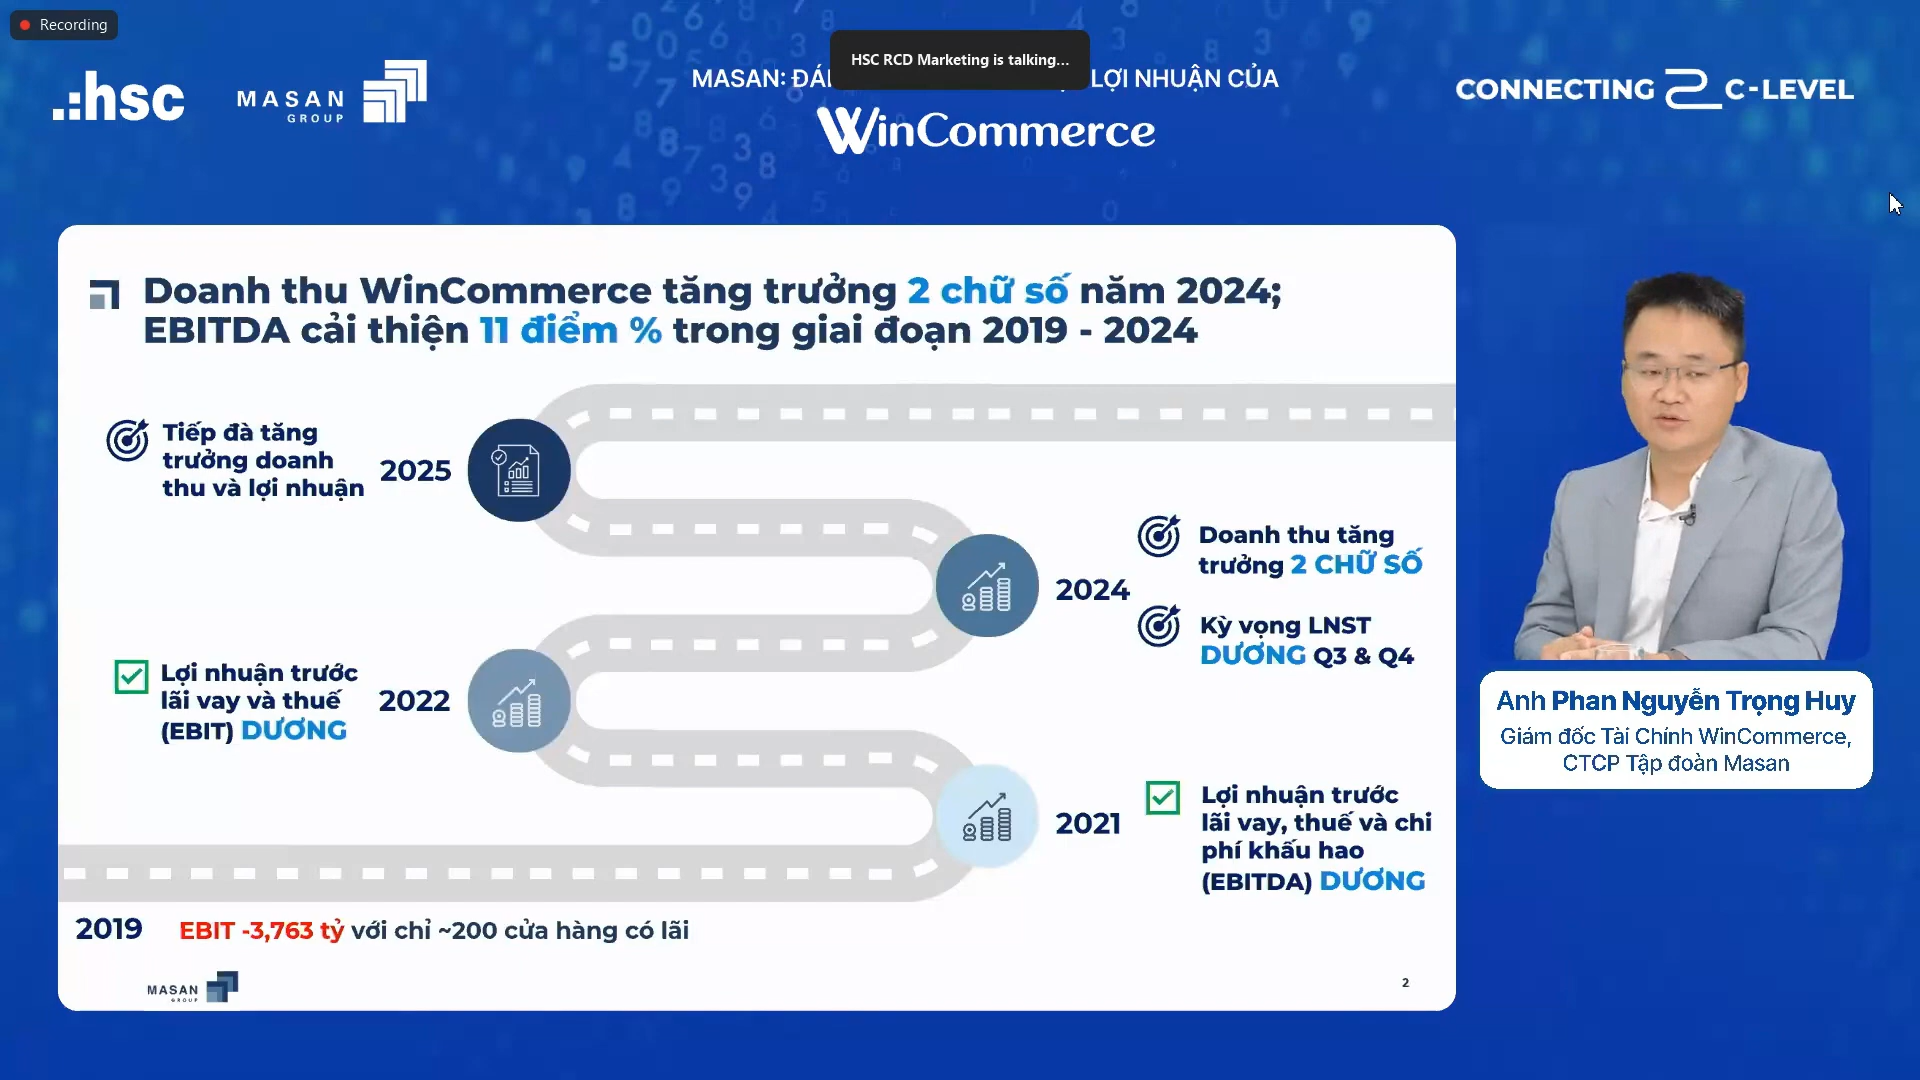 Recording
HSC RCD Marketing is talking...
.:hsc
MASAN
GROUP
MASAN: ĐÁ
LỢI NHUẬN CỦA
WinCommerce
CONNECTING 2 C-LEVEL
Doanh thu WinCommerce tăng trưởng 2 chữ số năm 2024;
EBITDA cải thiện 11 điểm % trong giai đoạn 2019 - 2024
Tiếp đà tăng
trưởng doanh
thu và lợi nhuận
2025
2024
Doanh thu tăng
trưởng 2 CHỮ SỐ
Kỳ vọng LNST
DƯƠNG Q3 & Q4
Lợi nhuận trước
lãi vay và thuế
(EBIT) DƯƠNG
2022
2021
Lợi nhuận trước
lãi vay, thuế và chi
phí khấu hao
(EBITDA) DƯƠNG
2019
EBIT -3,763 tỷ với chỉ ~200 cửa hàng có lãi
MASAN
GROUP
2
Anh Phan Nguyễn Trọng Huy
Giám đốc Tài Chính WinCommerce,
CTCP Tập đoàn Masan